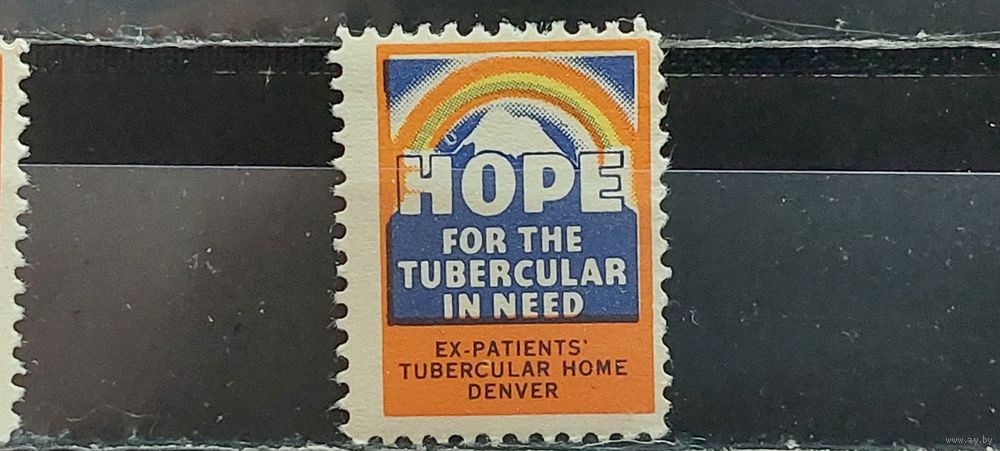 HOPE
FOR THE
TUBERCULAR
IN NEED
EX-PATIENTS'
TUBERCULAR HOME
DENVER
www.ay.by